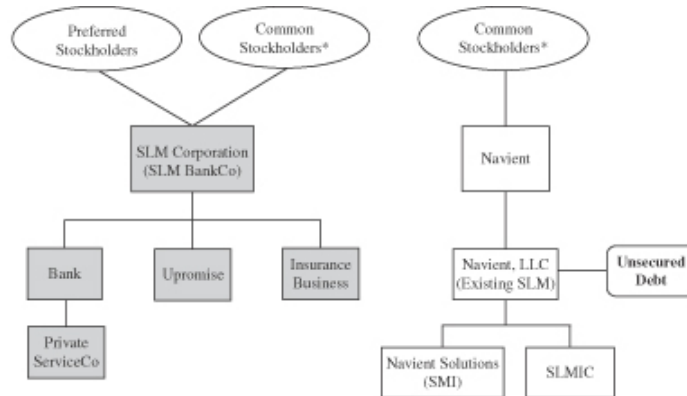 Preferred
Stockholders
Common
Stockholders*
Common
Stockholders*
SLM Corporation
(SLM BankCo)
Navient
Bank
Upromise
Insurance
Business
Navient, LLC
(Existing SLM)
Unsecured
Debt
Private
ServiceCo
Navient Solutions
(SMI)
SLMIC